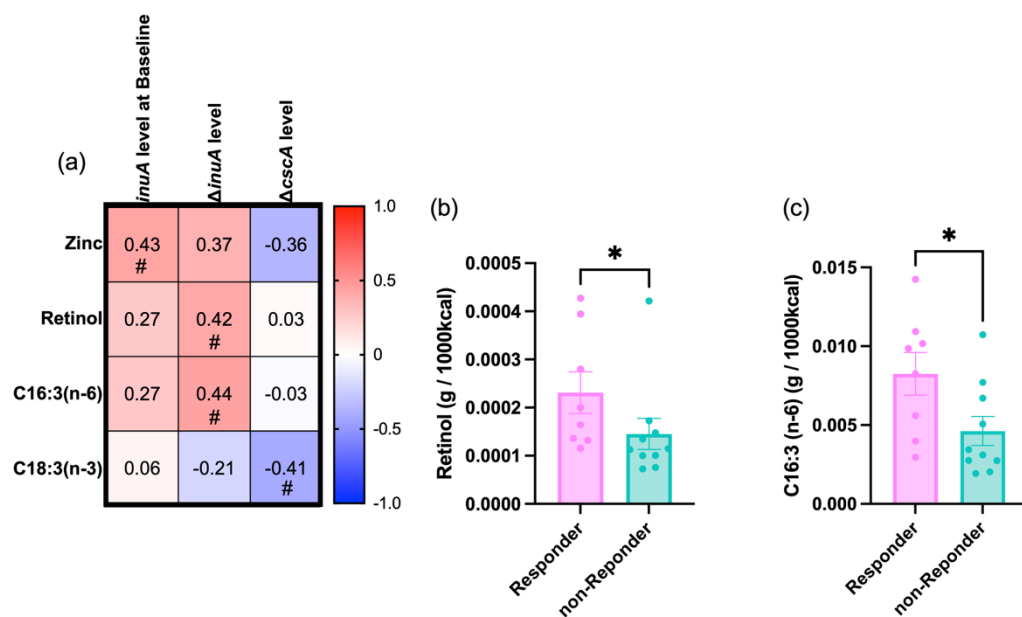 (a)
inuA level at Baseline
ΔinuA level
ΔcscA level
Zinc
0.43
#
0.37
-0.36
Retinol
0.27
0.42
#
0.03
C16:3(n-6)
0.27
0.44
#
-0.03
C18:3(n-3)
0.06
-0.21
-0.41
#
1.0
0.5
0
-0.5
-1.0
(b)
*
Retinol (g / 1000kcal)
0.0005
0.0004
0.0003
0.0002
0.0001
0.0000
Responder
non-Reponder
(c)
*
C16:3 (n-6) (g / 1000kcal)
0.015
0.010
0.005
0.000
Responder
non-Reponder